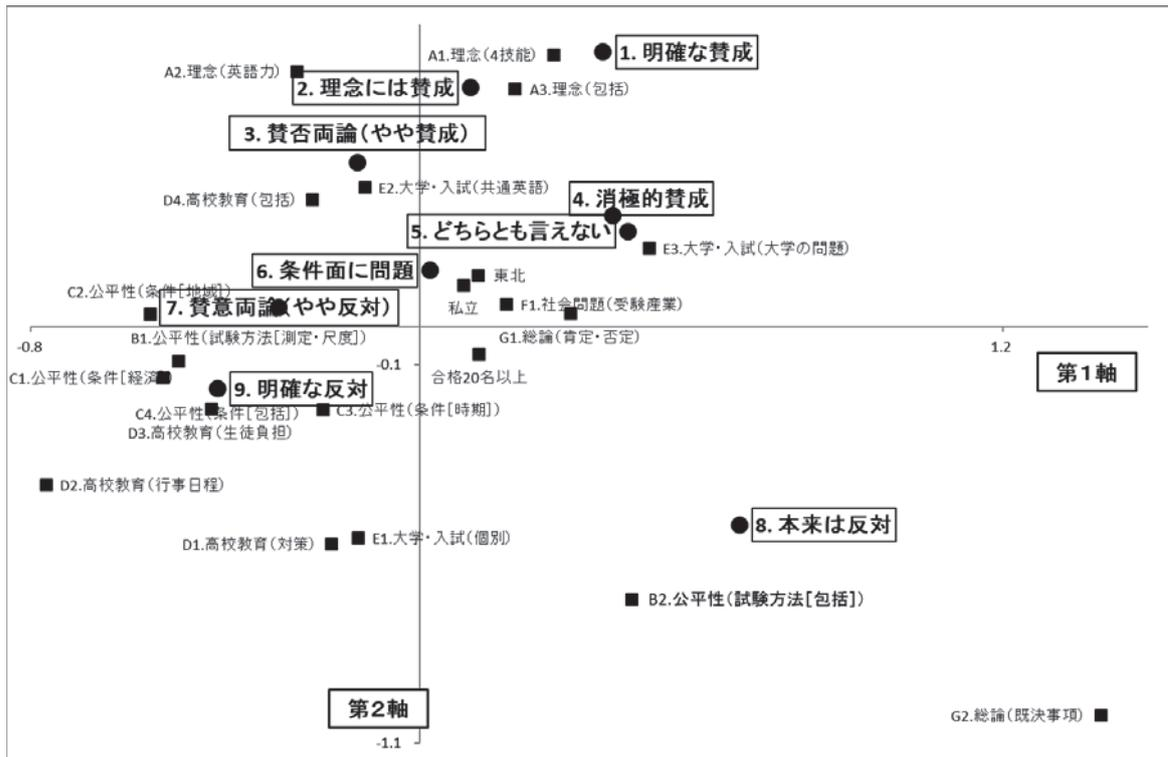 A1.理念(4技能)
1. 明確な賛成
A2.理念(英語力)
2. 理念には賛成
A3.理念(包括)
3. 賛否両論(やや賛成)
E2.大学・入試(共通英語)
D4.高校教育(包括)
4. 消極的賛成
5. どちらとも言えない
E3.大学・入試(大学の問題)
6. 条件面に問題
東北
C2.公平性(条件[地域])
私立
F1.社会問題(受験産業)
7. 賛意両論(やや反対)
B1.公平性(試験方法[測定・尺度])
G1.総論(肯定・否定)
-0.8
1.2
-0.1
第1軸
C1.公平性(条件[経済
合格20名以上
9. 明確な反対
C4.公平性(条件[包括])
C3.公平性(条件[時期])
D3.高校教育(生徒負担)
D2.高校教育(行事日程)
8. 本来は反対
E1.大学・入試(個別)
D1.高校教育(対策)
B2.公平性(試験方法[包括])
第2軸
G2.総論(既決事項)
-1.1